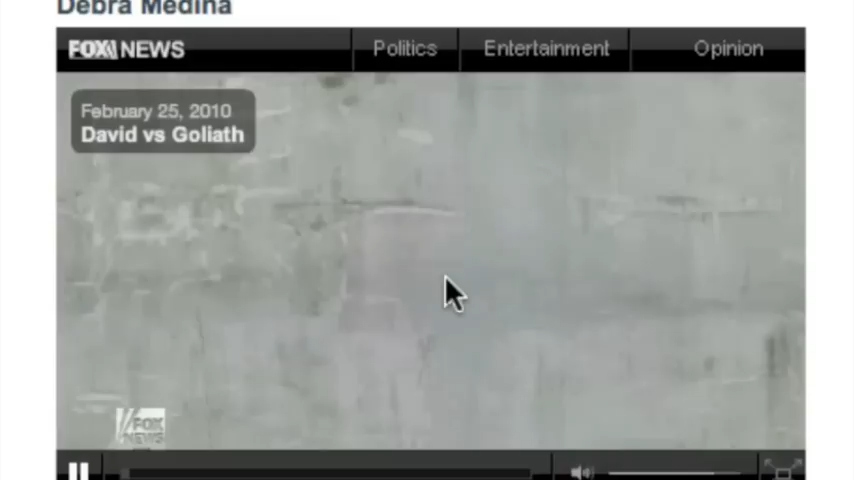 Debra Medina
FOX NEWS
Politics
Entertainment
Opinion
February 25, 2010
David vs Goliath
FOX
NEWS